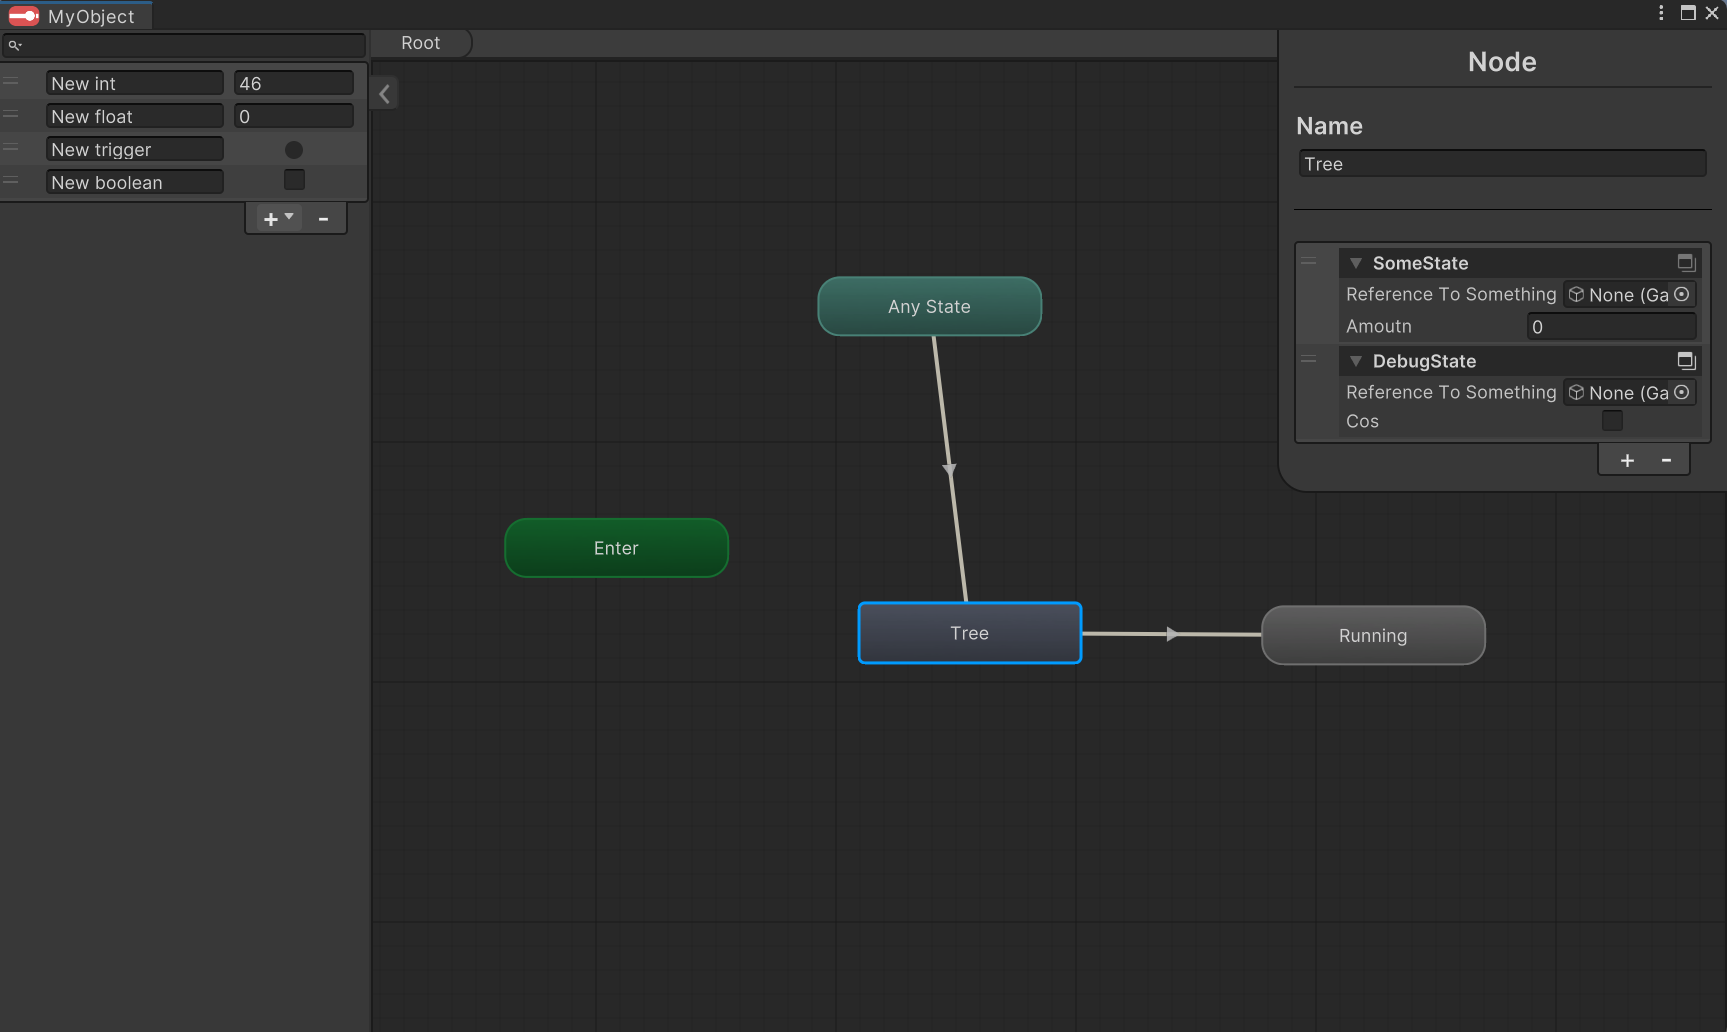 MyObject
Root
New int 46
New float 0
New trigger
New boolean
+ -
Any State
Enter
Tree
Running
Node
Name
Tree
SomeState
Reference To Something None (Ga
Amoutn 0
DebugState
Reference To Something None (Ga
Cos
+ -